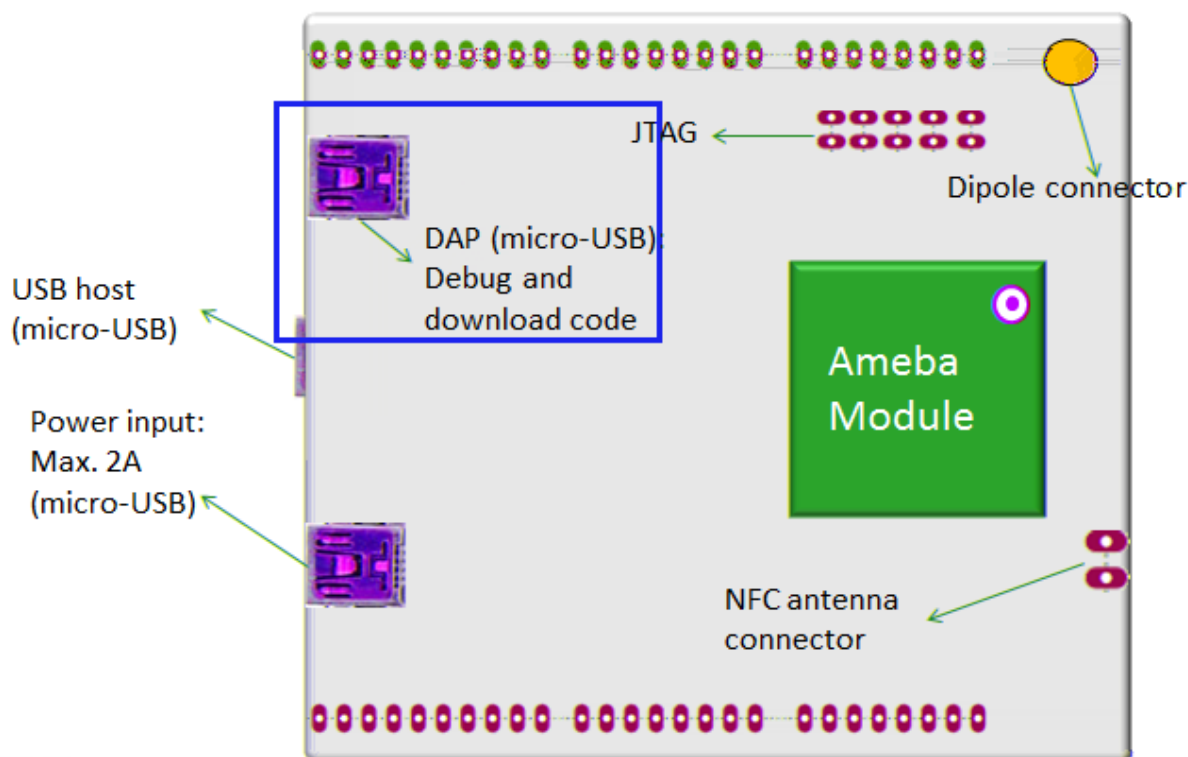 JTAG
Dipole connector
DAP (micro-USB):
Debug and
download code
USB host
(micro-USB)
Ameba
Module
Power input:
Max. 2A
(micro-USB)
NFC antenna
connector